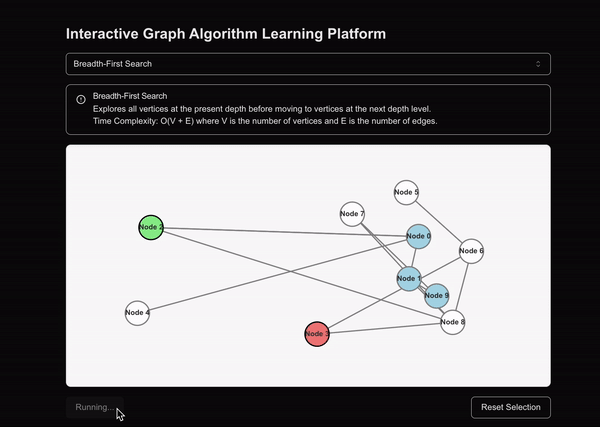 Interactive Graph Algorithm Learning Platform
Breadth-First Search
Breadth-First Search
Explores all vertices at the present depth before moving to vertices at the next depth level.
Time Complexity: O(V + E) where V is the number of vertices and E is the number of edges.
Node 5
Node 7
Node 2
Node 0
Node 6
Node 1
Node 9
Node 4
Node 8
Node 3
Running...
Reset Selection